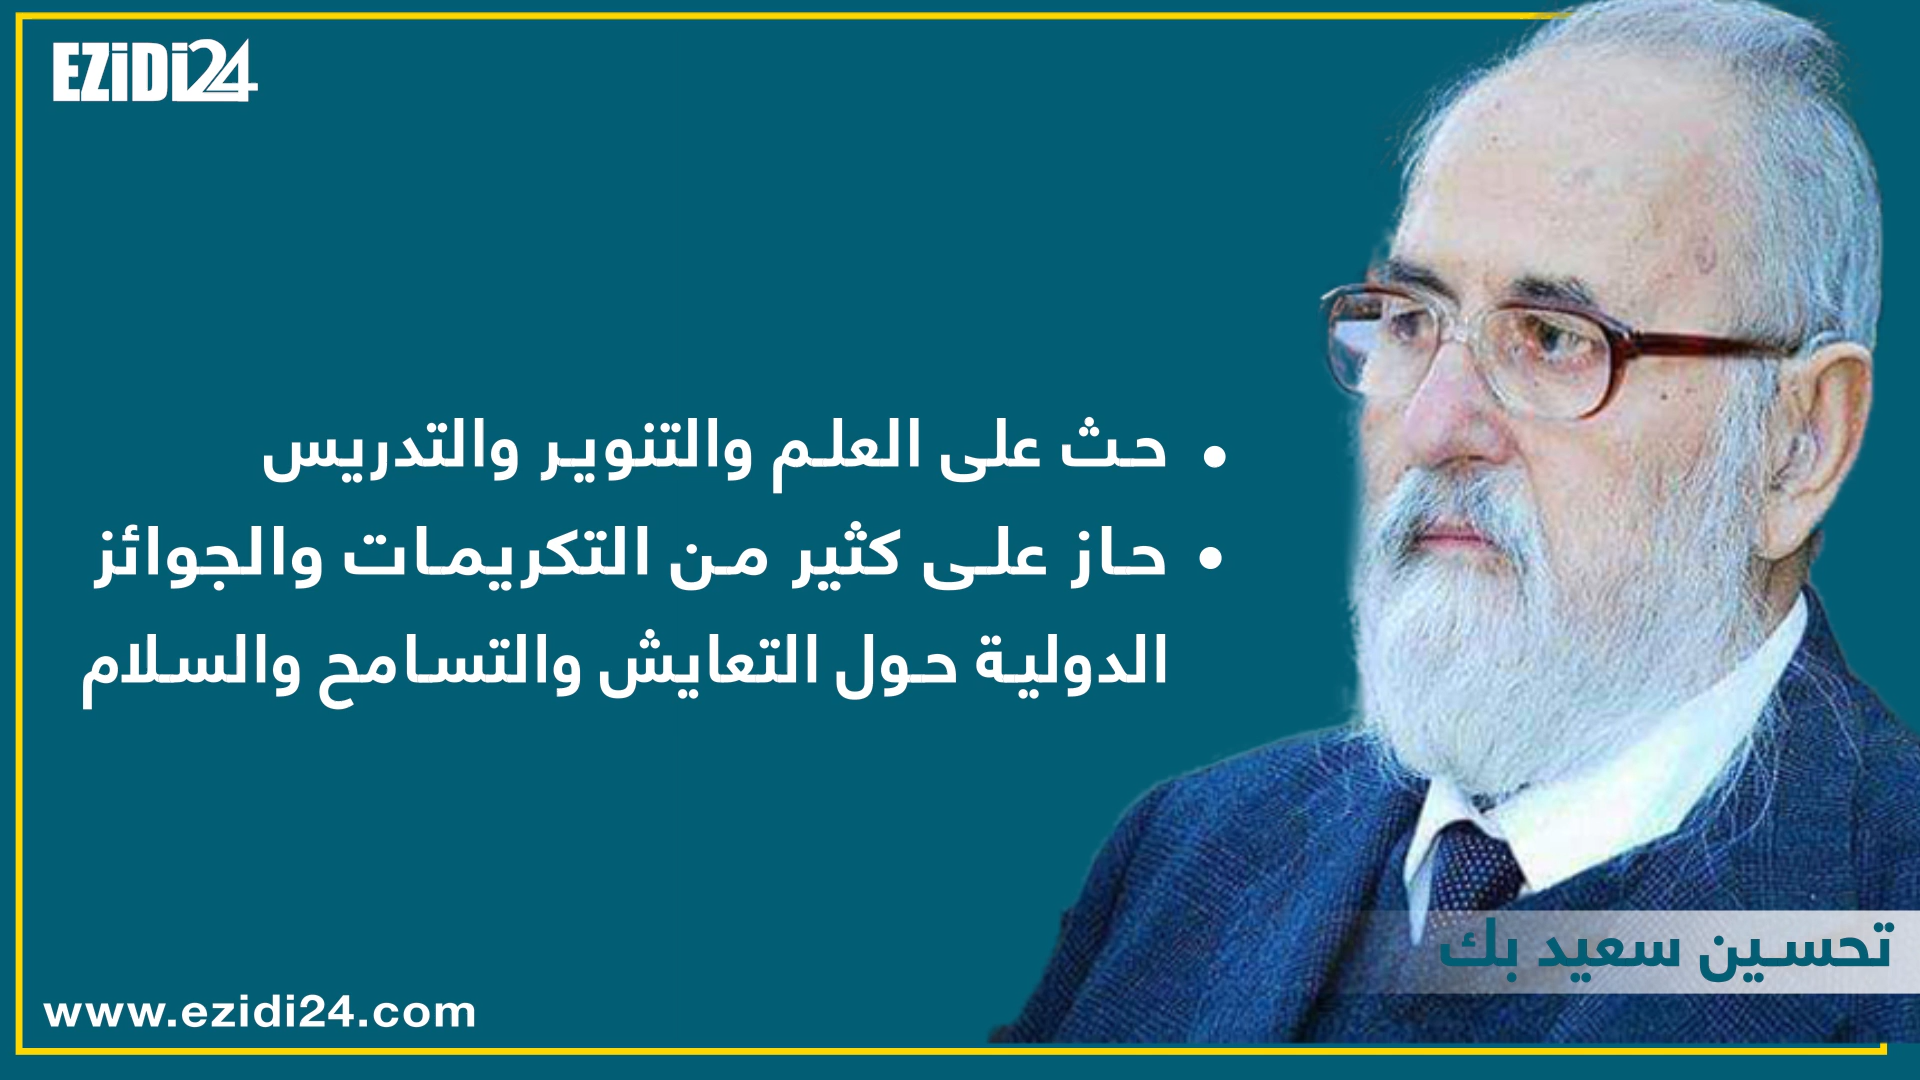 EZiDi24
• حث على العلم والتنوير والتدريس
• حاز على كثير من التكريمات والجوائز
الدولية حول التعايش والتسامح والسلام
تحسين سعيد بك
www.ezidi24.com